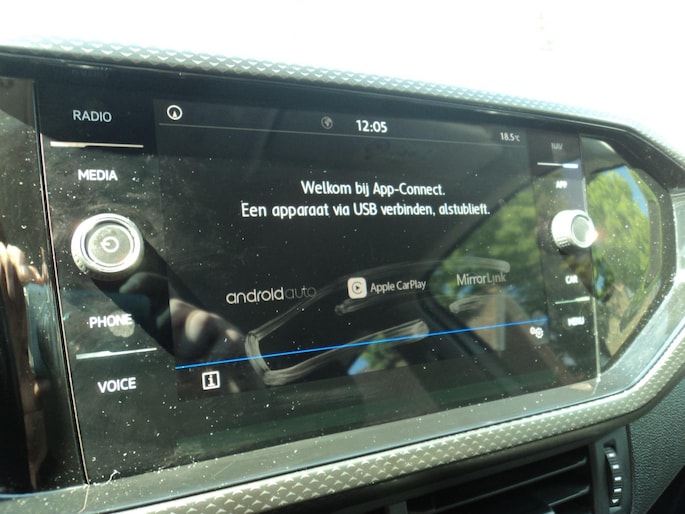 RADIO
12:05
18.5°C
NAV
MEDIA
APP
Welkom bij App-Connect.
Een apparaat via USB verbinden, alstublieft.
androidauto
Apple CarPlay
MirrorLink
CAR
PHONE
MENU
VOICE
i